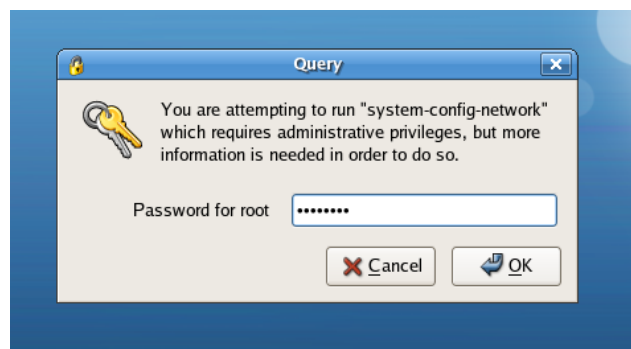 Query
You are attempting to run "system-config-network"
which requires administrative privileges, but more
information is needed in order to do so.
Password for root ••••••••
Cancel OK